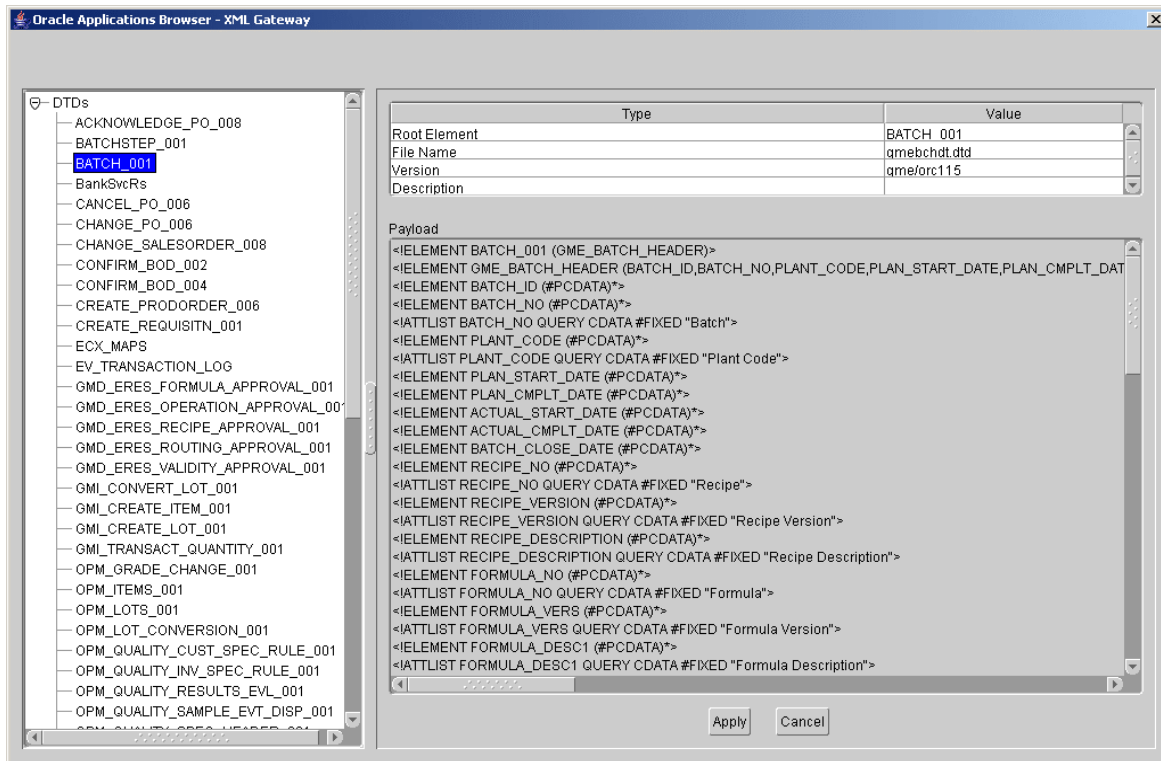 Oracle Applications Browser - XML Gateway
DTDs
ACKNOWLEDGE_PO_008
BATCHSTEP_001
BATCH_001
BankSvcRs
CANCEL_PO_006
CHANGE_PO_006
CHANGE_SALESORDER_008
CONFIRM_BOD_002
CONFIRM_BOD_004
CREATE_PRODORDER_006
CREATE_REQUISITN_001
ECX_MAPS
EV_TRANSACTION_LOG
GMD_ERES_FORMULA_APPROVAL_001
GMD_ERES_OPERATION_APPROVAL_001
GMD_ERES_RECIPE_APPROVAL_001
GMD_ERES_ROUTING_APPROVAL_001
GMD_ERES_VALIDITY_APPROVAL_001
GMI_CONVERT_LOT_001
GMI_CREATE_ITEM_001
GMI_CREATE_LOT_001
GMI_TRANSACT_QUANTITY_001
OPM_GRADE_CHANGE_001
OPM_ITEMS_001
OPM_LOTS_001
OPM_LOT_CONVERSION_001
OPM_QUALITY_CUST_SPEC_RULE_001
OPM_QUALITY_INV_SPEC_RULE_001
OPM_QUALITY_RESULTS_EVL_001
OPM_QUALITY_SAMPLE_EVT_DISP_001
Type Value
Root Element BATCH_001
File Name gmebchdt.dtd
Version gme/orc115
Description
Payload
<!ELEMENT BATCH_001 (GME_BATCH_HEADER)>
<!ELEMENT GME_BATCH_HEADER (BATCH_ID,BATCH_NO,PLANT_CODE,PLAN_START_DATE,PLAN_CMPLT_DAT
<!ELEMENT BATCH_ID (#PCDATA)*>
<!ELEMENT BATCH_NO (#PCDATA)*>
<!ATTLIST BATCH_NO QUERY CDATA #FIXED "Batch">
<!ELEMENT PLANT_CODE (#PCDATA)*>
<!ATTLIST PLANT_CODE QUERY CDATA #FIXED "Plant Code">
<!ELEMENT PLAN_START_DATE (#PCDATA)*>
<!ELEMENT PLAN_CMPLT_DATE (#PCDATA)*>
<!ELEMENT ACTUAL_START_DATE (#PCDATA)*>
<!ELEMENT ACTUAL_CMPLT_DATE (#PCDATA)*>
<!ELEMENT BATCH_CLOSE_DATE (#PCDATA)*>
<!ELEMENT RECIPE_NO (#PCDATA)*>
<!ATTLIST RECIPE_NO QUERY CDATA #FIXED "Recipe">
<!ELEMENT RECIPE_VERSION (#PCDATA)*>
<!ATTLIST RECIPE_VERSION QUERY CDATA #FIXED "Recipe Version">
<!ELEMENT RECIPE_DESCRIPTION (#PCDATA)*>
<!ATTLIST RECIPE_DESCRIPTION QUERY CDATA #FIXED "Recipe Description">
<!ELEMENT FORMULA_NO (#PCDATA)*>
<!ATTLIST FORMULA_NO QUERY CDATA #FIXED "Formula">
<!ELEMENT FORMULA_VERS (#PCDATA)*>
<!ATTLIST FORMULA_VERS QUERY CDATA #FIXED "Formula Version">
<!ELEMENT FORMULA_DESC1 (#PCDATA)*>
<!ATTLIST FORMULA_DESC1 QUERY CDATA #FIXED "Formula Description">
Apply Cancel